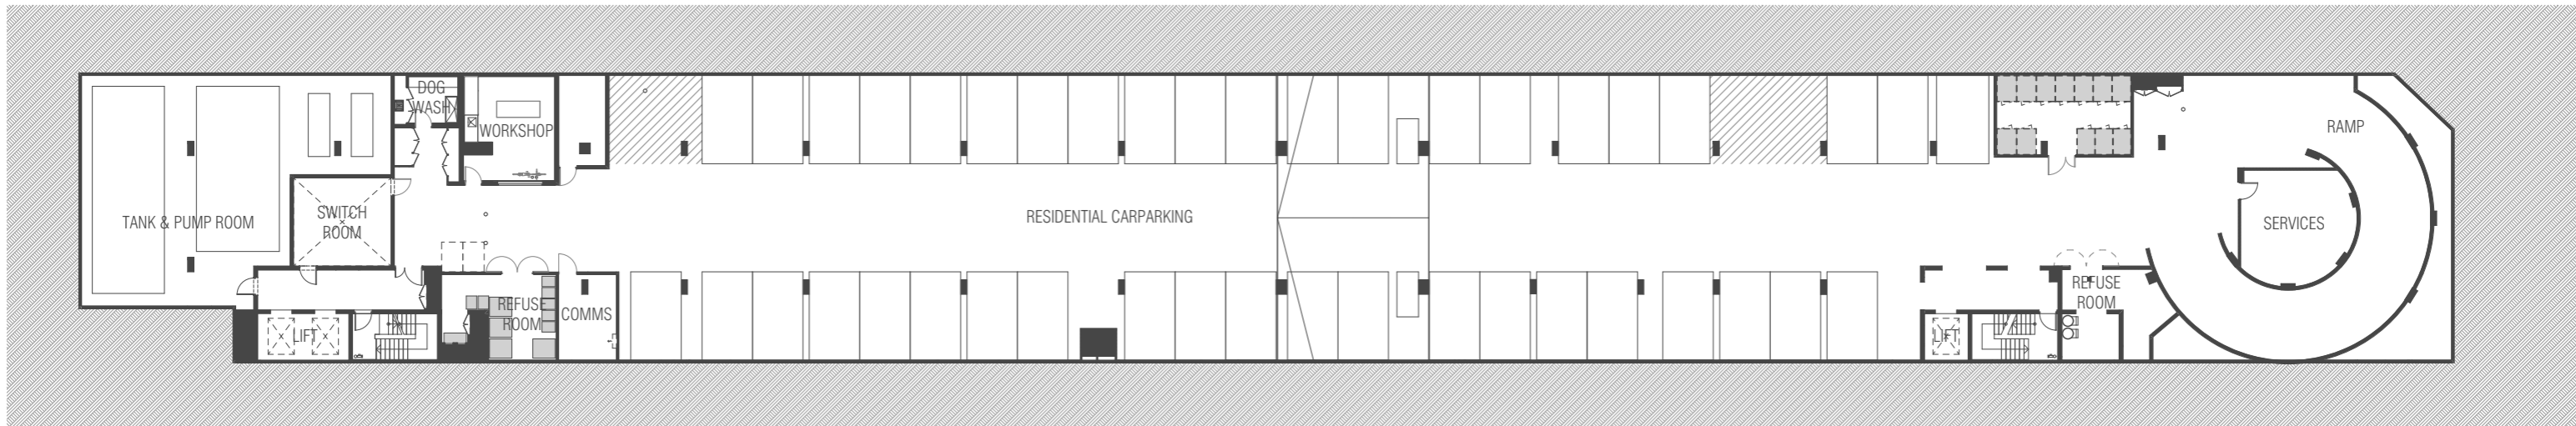 DOG
WASH
WORKSHOP
RAMP
TANK & PUMP ROOM
SWITCH
ROOM
RESIDENTIAL CARPARKING
SERVICES
REFUSE
ROOM
COMMS
LIFT
REFUSE
ROOM
LIFT